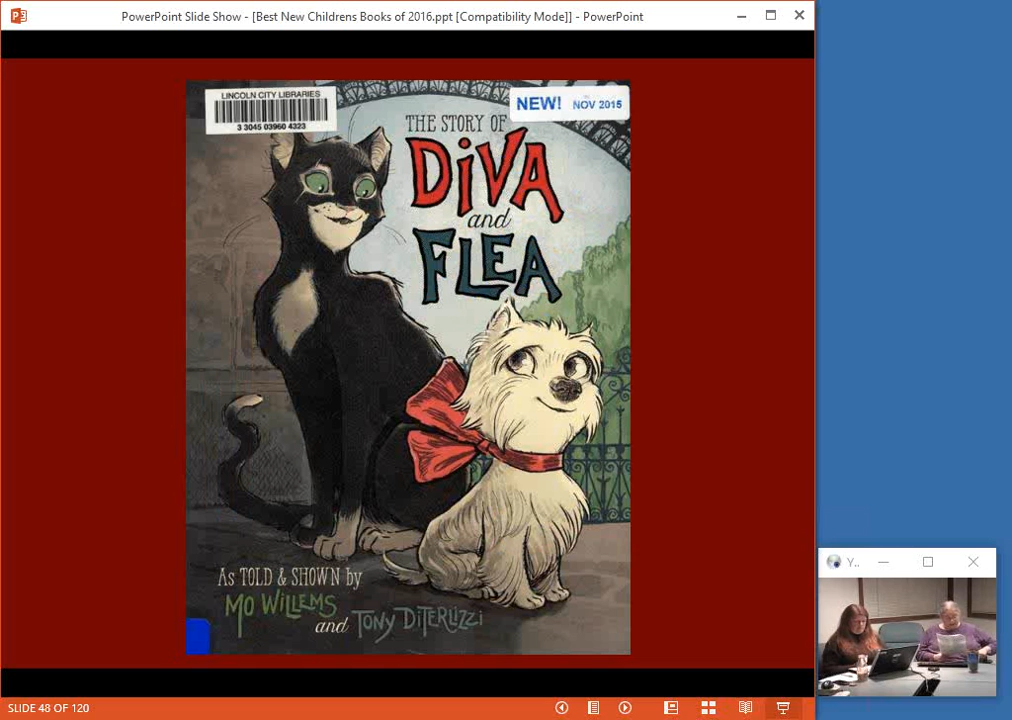 PowerPoint Slide Show - [Best New Childrens Books of 2016.ppt [Compatibility Mode]] - PowerPoint
LINCOLN CITY LIBRARIES
3 3045 03960 4323
NEW! NOV 2015
THE STORY OF
DiVA
and
FLEA
As TOLD & SHOWN by
MO WILLEMS
and TONY DiTERLIZZI
SLIDE 48 OF 120
Y..